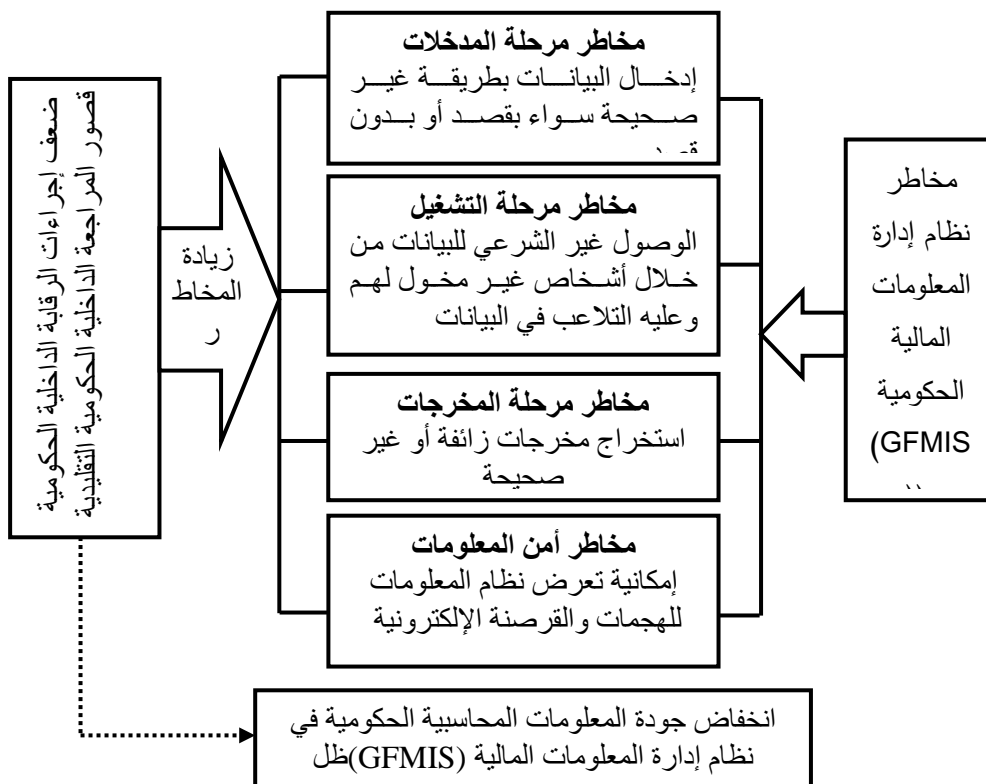 مخاطر مرحلة المدخلات
إدخال البيانات بطريقة غير
صحيحة سواء بقصد أو بدون
مخاطر
نظام إدارة
المعلومات
المالية
الحكومية
(GFMIS
مخاطر مرحلة التشغيل
الوصول غير الشرعي للبيانات من
خلال أشخاص غير مخول لهم
وعليه التلاعب في البيانات
زيادة
المخاط
ر
ضعف إجراءات الرقابة الداخلية الحكومية
قصور المراجعة الداخلية الحكومية التقليدية
مخاطر مرحلة المخرجات
استخراج مخرجات زائفة أو غير
صحيحة
مخاطر أمن المعلومات
إمكانية تعرض نظام المعلومات
للهجمات والقرصنة الإلكترونية
انخفاض جودة المعلومات المحاسبية الحكومية في
نظام إدارة المعلومات المالية (GFMIS)ظل